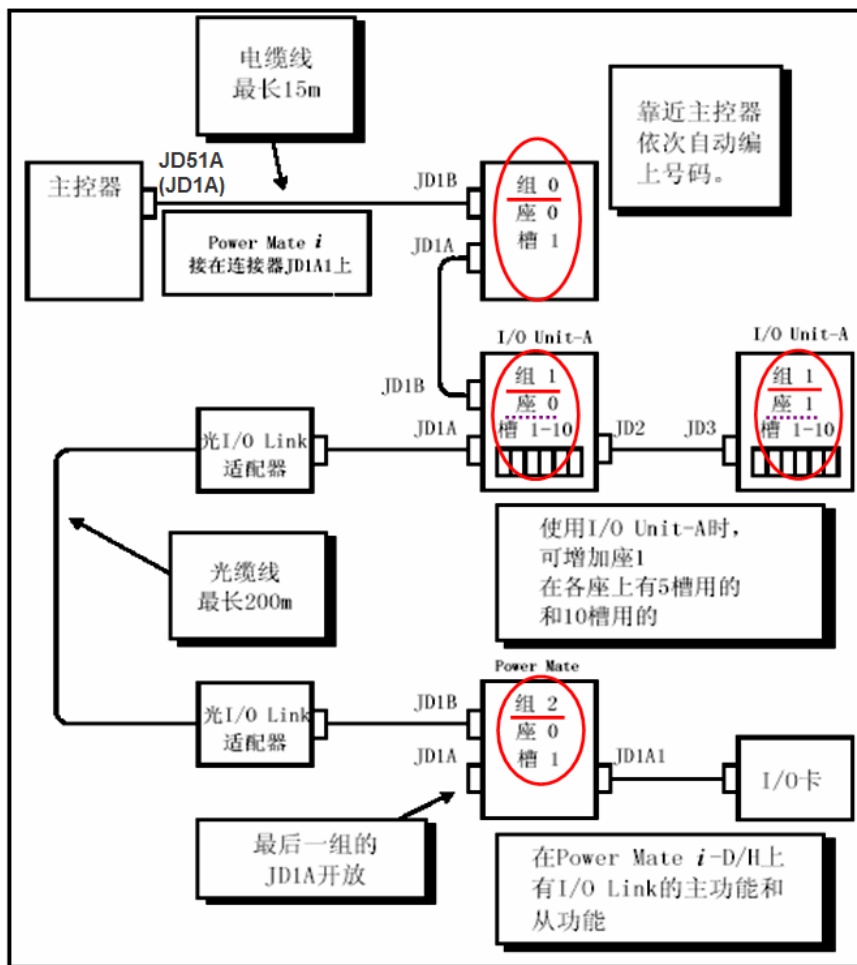 电缆线
最长15m
靠近主控器
依次自动编
上号码。
主控器
JD51A
(JD1A)
JD1B
组 0
座 0
槽 1
Power Mate i
接在连接器JD1A1上
JD1A
I/O Unit-A
I/O Unit-A
JD1B
组 1
座 0
槽 1-10
组 1
座 1
槽 1-10
光I/O Link
适配器
JD1A
JD2
JD3
光缆线
最长200m
使用I/O Unit-A时,
可增加座1
在各座上有5槽用的
和10槽用的
Power Mate
光I/O Link
适配器
JD1B
组 2
座 0
槽 1
JD1A
JD1A1
I/O卡
最后一组的
JD1A开放
在Power Mate i-D/H上
有I/O Link的主功能和
从功能